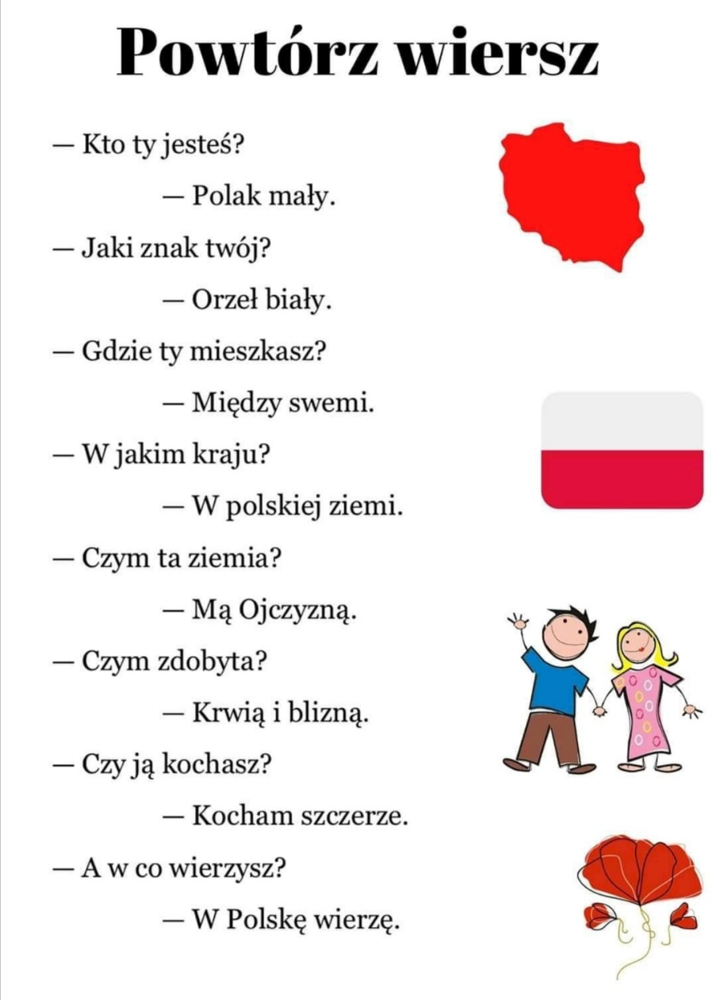 Powtórz wiersz
— Kto ty jesteś?
— Polak mały.
— Jaki znak twój?
— Orzeł biały.
— Gdzie ty mieszkasz?
— Między swemi.
— W jakim kraju?
— W polskiej ziemi.
— Czym ta ziemia?
— Mą Ojczyzną.
— Czym zdobyta?
— Krwią i blizną.
— Czy ją kochasz?
— Kocham szczerze.
— A w co wierzysz?
— W Polskę wierzę.